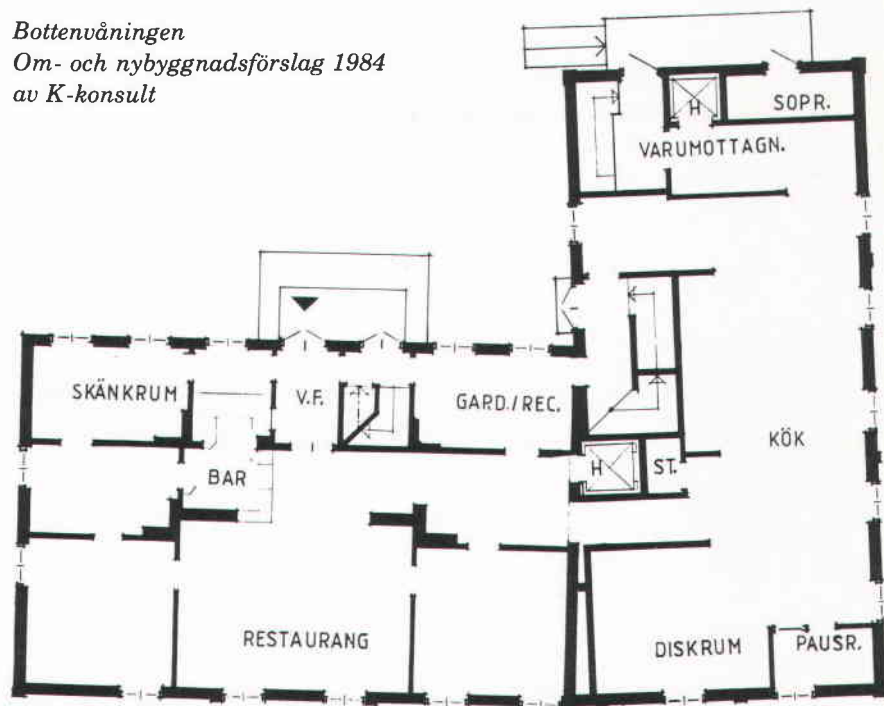 Bottenvåningen
Om- och nybyggnadsförslag 1984
av K-konsult
H
SOPR.
VARUMOTTAGN.
SKÄNKRUM
V.F.
GARD./REC.
KÖK
BAR
H
ST.
RESTAURANG
DISKRUM
PAUSR.